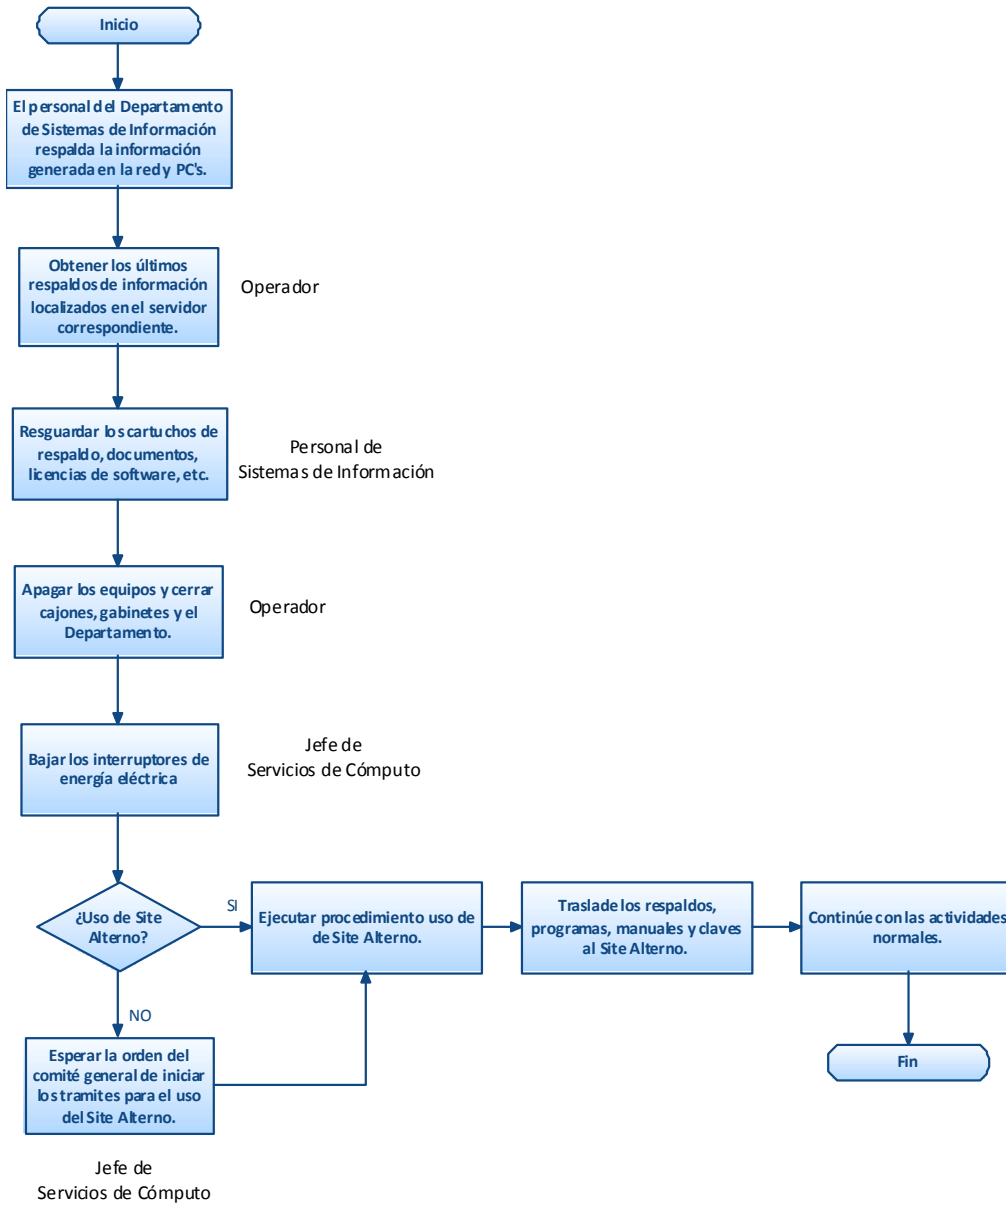 Inicio
El personal del Departamento
de Sistemas de Información
respalda la información
generada en la red y PC's.
Obtener los últimos
respaldos de información
localizados en el servidor
correspondiente.
Operador
Resguardar los cartuchos de
respaldo, documentos,
licencias de software, etc.
Personal de
Sistemas de Información
Apagar los equipos y cerrar
cajones, gabinetes y el
Departamento.
Operador
Bajar los interruptores de
energía eléctrica
Jefe de
Servicios de Cómputo
¿Uso de Site
Alterno?
SI
Ejecutar procedimiento uso de
de Site Alterno.
Traslade los respaldos,
programas, manuales y claves
al Site Alterno.
Continúe con las actividades
normales.
NO
Esperar la orden del
comité general de iniciar
los tramites para el uso
del Site Alterno.
Fin
Jefe de
Servicios de Cómputo